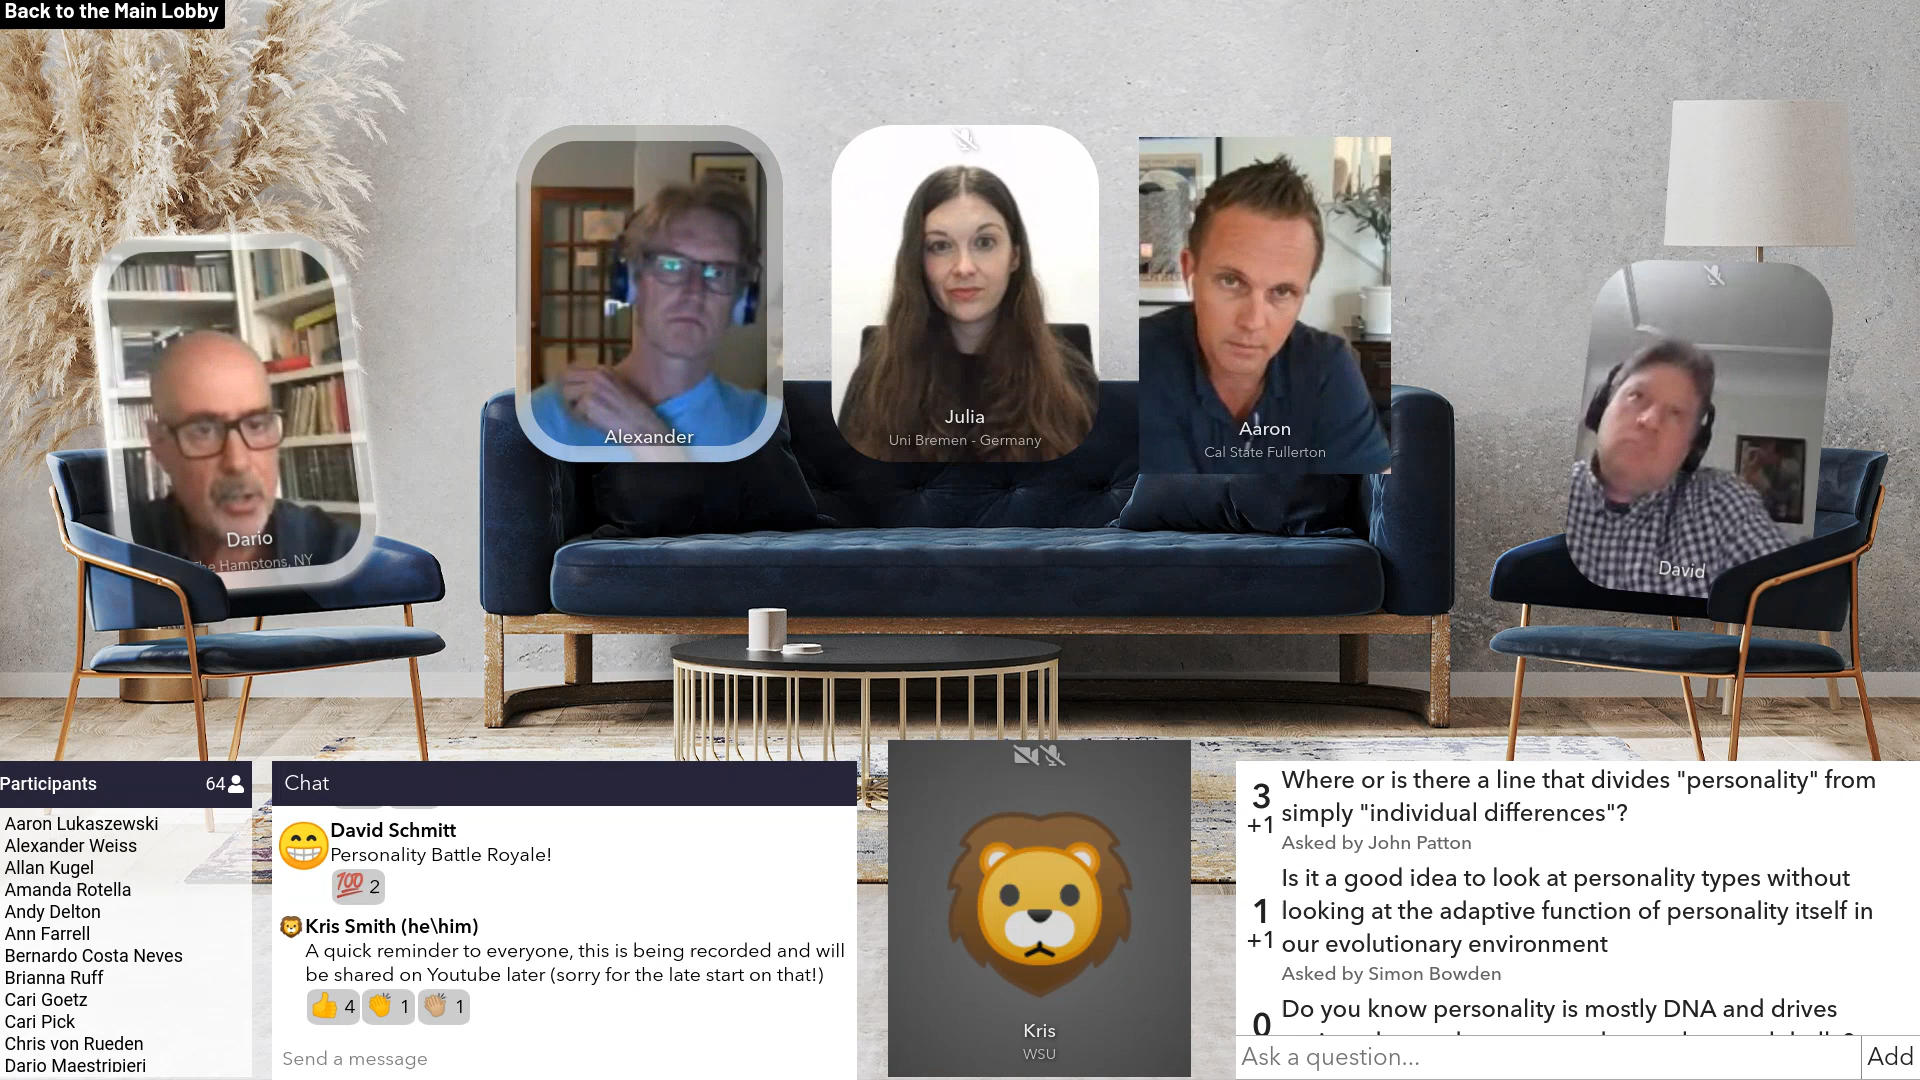 Back to the Main Lobby
Alexander
Julia
Uni Bremen - Germany
Aaron
Cal State Fullerton
Dario
The Hamptons, NY
David
Participants 64
Aaron Lukaszewski
Alexander Weiss
Allan Kugel
Amanda Rotella
Andy Delton
Ann Farrell
Bernardo Costa Neves
Brianna Ruff
Cari Goetz
Cari Pick
Chris von Rueden
Dario Maestripieri
Chat
David Schmitt
Personality Battle Royale!
💯 2
Kris Smith (he\him)
A quick reminder to everyone, this is being recorded and will
be shared on Youtube later (sorry for the late start on that!)
👍 4 👏 1 👏🏼 1
Send a message
Kris
WSU
3 Where or is there a line that divides "personality" from
+1 simply "individual differences"?
Asked by John Patton
Is it a good idea to look at personality types without
1 looking at the adaptive function of personality itself in
+1 our evolutionary environment
Asked by Simon Bowden
0 Do you know personality is mostly DNA and drives
Ask a question...
Add